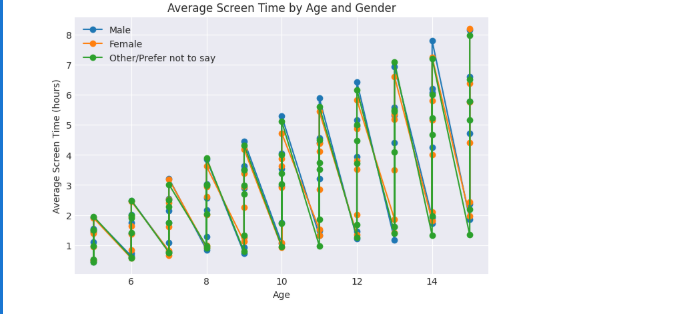 Average Screen Time by Age and Gender
Male
Female
Other/Prefer not to say
Average Screen Time (hours)
8
7
6
5
4
3
2
1
6
8
10
12
14
Age